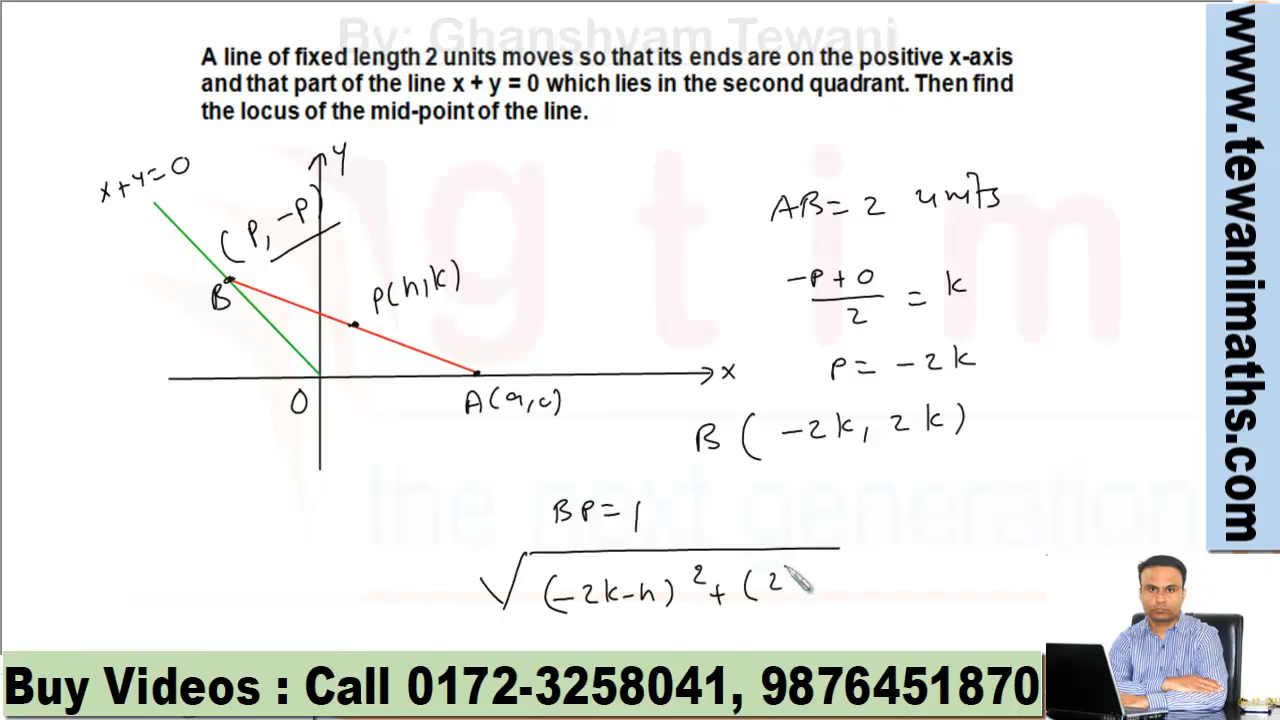 By: Ghanshyam Tewani
A line of fixed length 2 units moves so that its ends are on the positive x-axis
and that part of the line x + y = 0 which lies in the second quadrant. Then find
the locus of the mid-point of the line.
x+y=0
y
(P, -P)
B
P(h,k)
O
A(a,0)
x
AB = 2 units
(-P + 0)/2 = k
P = -2k
B (-2k, 2k)
BP = 1
√(-2k-h)² + (2
gtim
the next generation
www.tewanimaths.com
Buy Videos : Call 0172-3258041, 9876451870